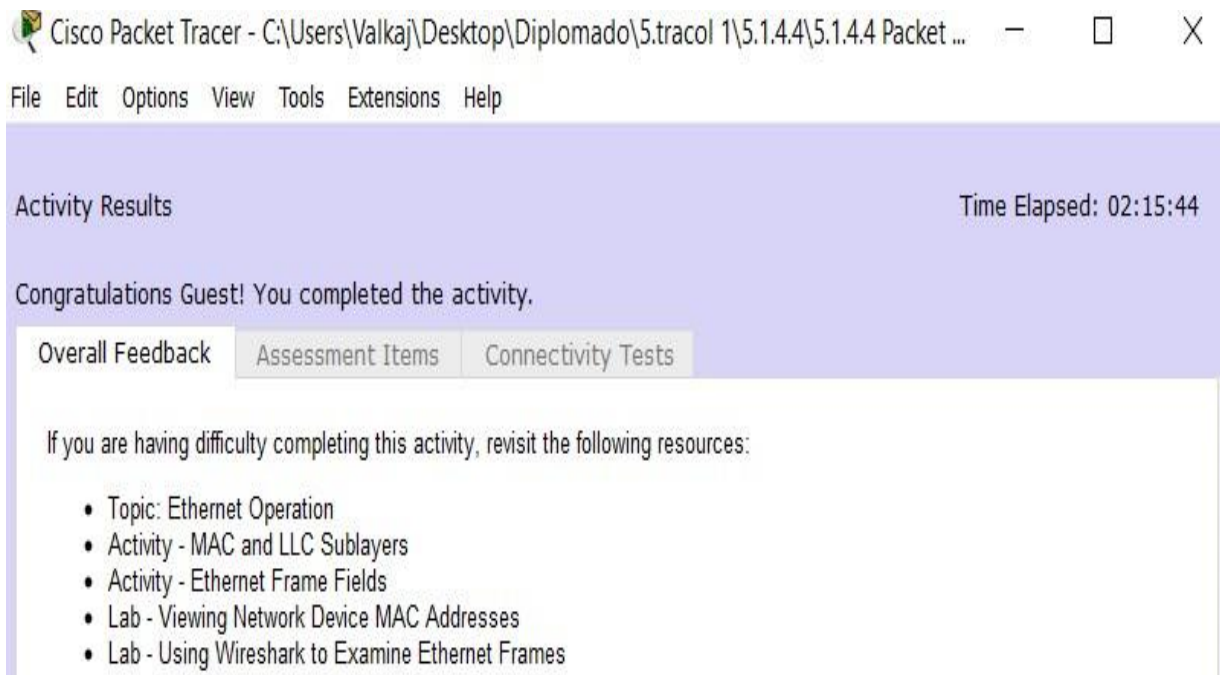 Cisco Packet Tracer - C:\Users\Valkaj\Desktop\Diplomado\5.tracol 1\5.1.4.4\5.1.4.4 Packet ...
File Edit Options View Tools Extensions Help
Activity Results Time Elapsed: 02:15:44
Congratulations Guest! You completed the activity.
Overall Feedback Assessment Items Connectivity Tests
If you are having difficulty completing this activity, revisit the following resources:
• Topic: Ethernet Operation
• Activity - MAC and LLC Sublayers
• Activity - Ethernet Frame Fields
• Lab - Viewing Network Device MAC Addresses
• Lab - Using Wireshark to Examine Ethernet Frames